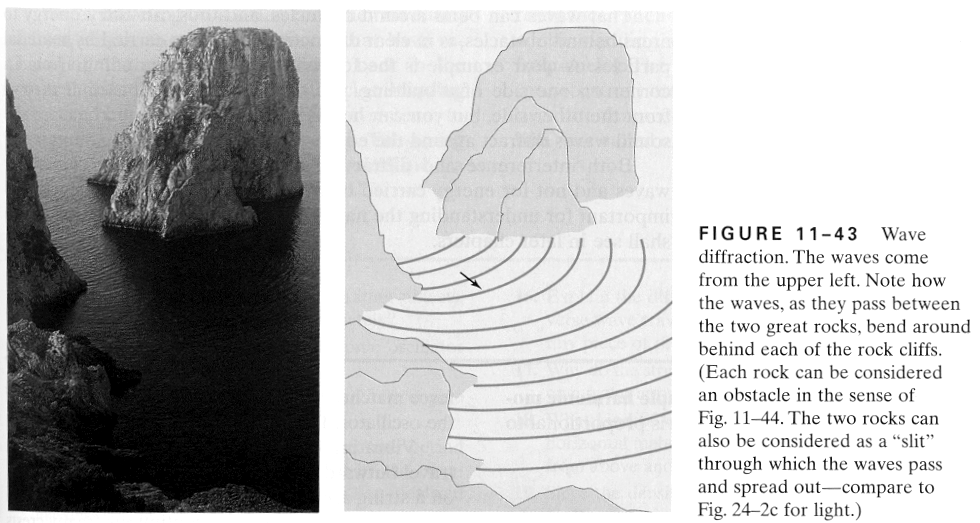 FIGURE 11–43 Wave
diffraction. The waves come
from the upper left. Note how
the waves, as they pass between
the two great rocks, bend around
behind each of the rock cliffs.
(Each rock can be considered
an obstacle in the sense of
Fig. 11–44. The two rocks can
also be considered as a “slit”
through which the waves pass
and spread out—compare to
Fig. 24–2c for light.)